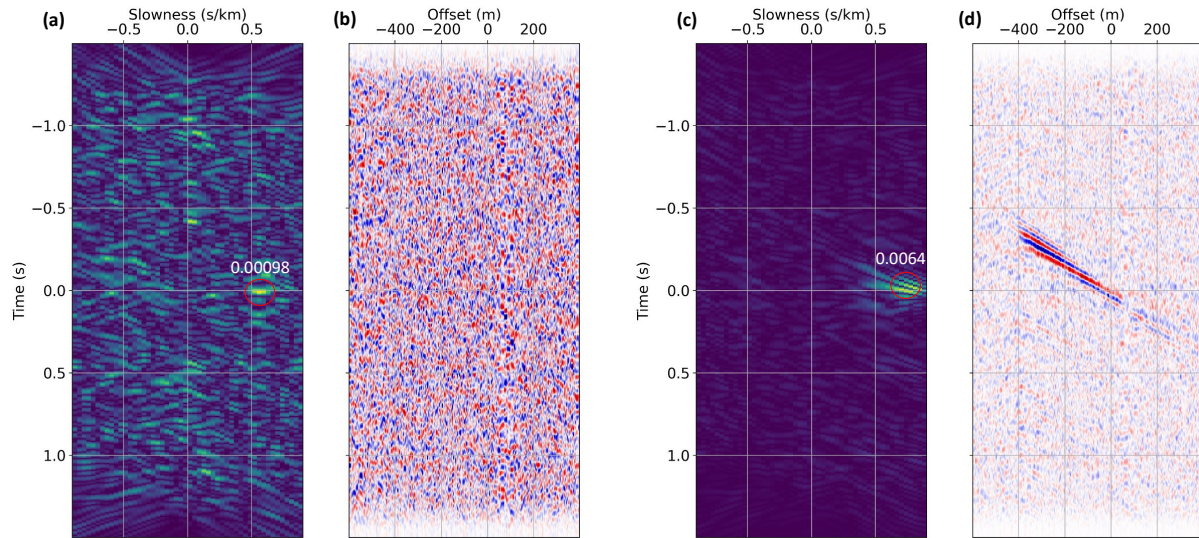 (a) Slowness (s/km)
−0.5 0.0 0.5
Time (s)
−1.0
−0.5
0.0
0.5
1.0
0.00098
(b) Offset (m)
−400 −200 0 200
(c) Slowness (s/km)
−0.5 0.0 0.5
Time (s)
−1.0
−0.5
0.0
0.5
1.0
0.0064
(d) Offset (m)
−400 −200 0 200